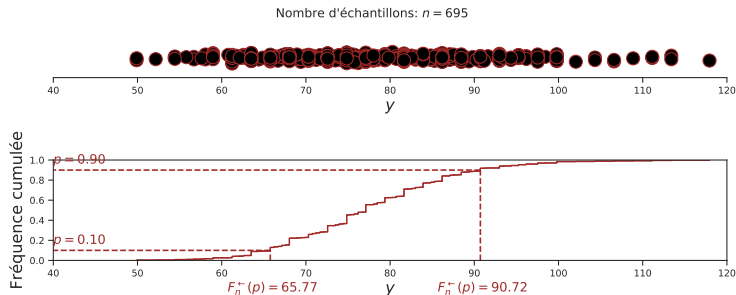 Nombre d'échantillons: n = 695
40 50 60 70 80 90 100 110 120
y
Fréquence cumulée
1.0
0.8
0.6
0.4
0.2
0.0
p = 0.90
p = 0.10
40 50 60 70 80 90 100 110 120
F_n^←(p) = 65.77 F_n^←(p) = 90.72
y